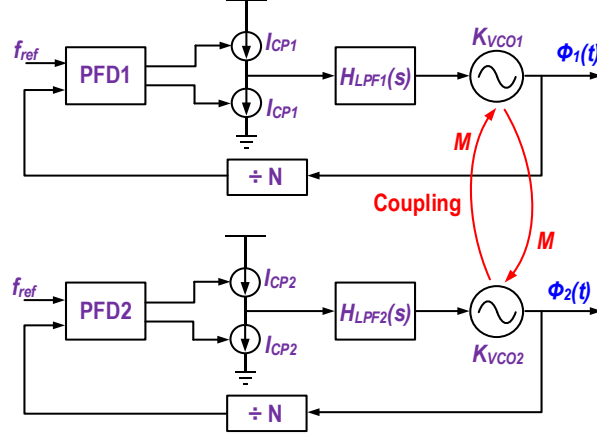 K_VCO1
f_ref
I_CP1
Φ_1(t)
PFD1
H_LPF1(s)
I_CP1
M
÷ N
Coupling
M
f_ref
I_CP2
Φ_2(t)
PFD2
H_LPF2(s)
I_CP2
K_VCO2
÷ N